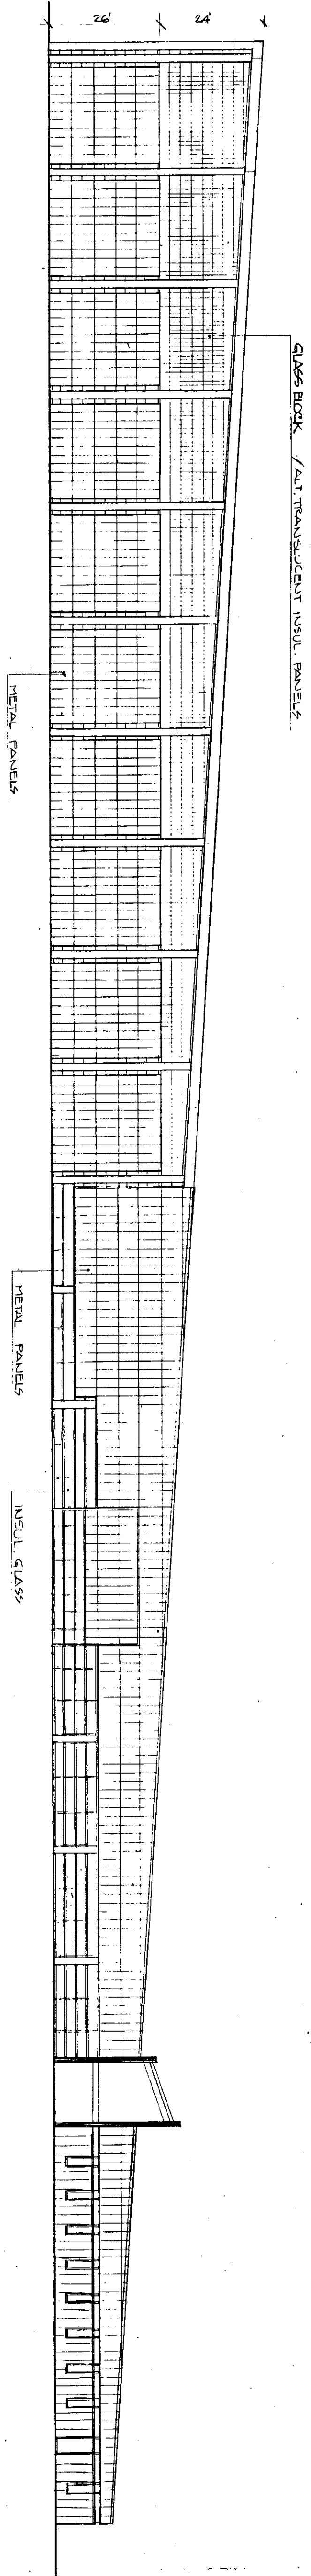 26'
24'
GLASS BLOCK /ALT. TRANSLUCENT INSUL. PANELS
METAL PANELS
METAL PANELS
INSUL. GLASS